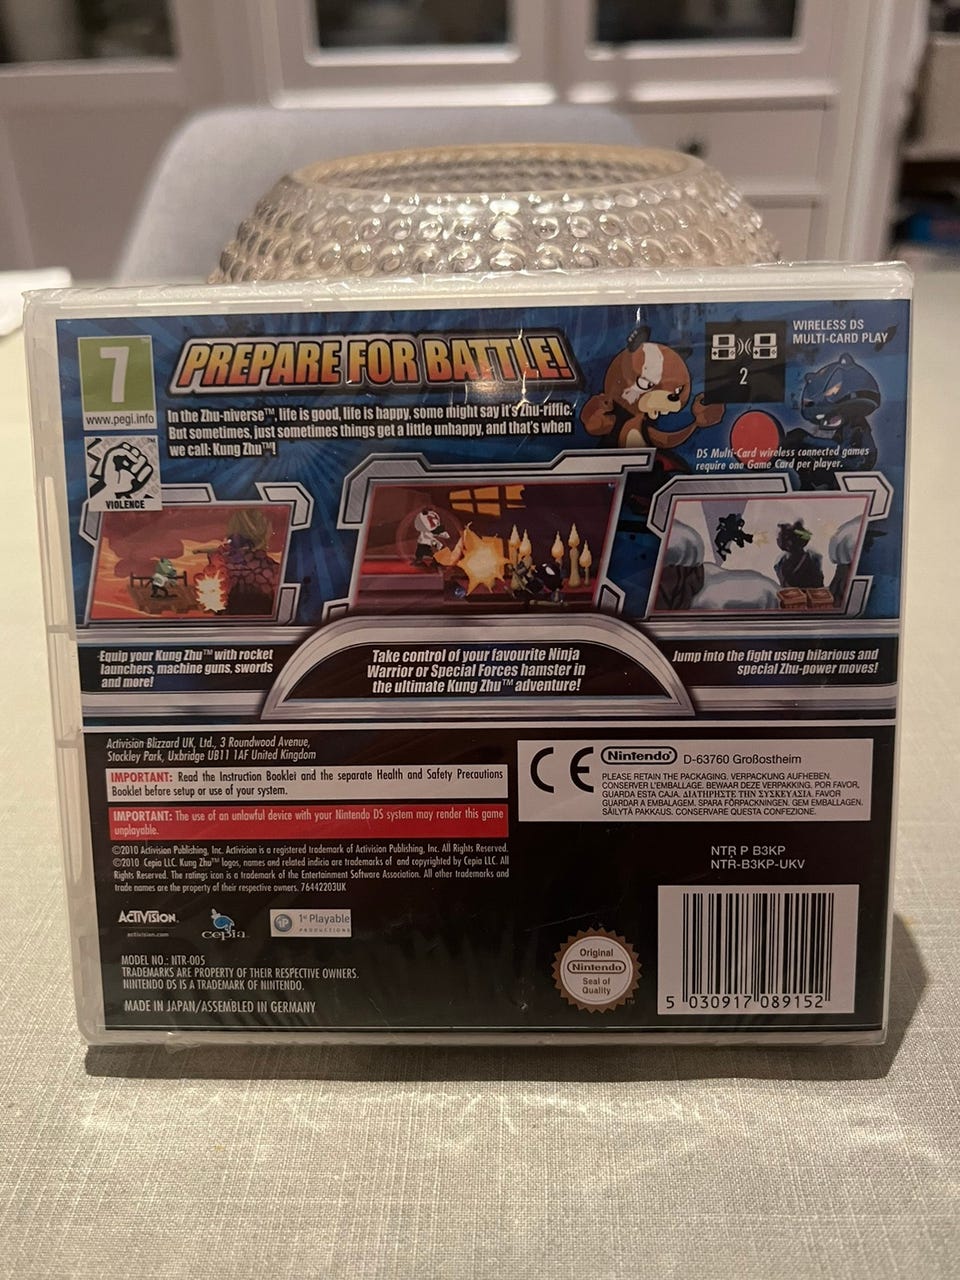 7
www.pegi.info
VIOLENCE
PREPARE FOR BATTLE!
In the Zhu-niverse™, life is good, life is happy, some might say it's Zhu-riffic.
But sometimes, just sometimes things get a little unhappy, and that's when
we call: Kung Zhu™!
WIRELESS DS
MULTI-CARD PLAY
2
DS Multi-Card wireless connected games
require one Game Card per player.
Equip your Kung Zhu™ with rocket
launchers, machine guns, swords
and more!
Take control of your favourite Ninja
Warrior or Special Forces hamster in
the ultimate Kung Zhu™ adventure!
Jump into the fight using hilarious and
special Zhu-power moves!
Activision Blizzard UK, Ltd., 3 Roundwood Avenue,
Stockley Park, Uxbridge UB11 1AF United Kingdom
IMPORTANT: Read the Instruction Booklet and the separate Health and Safety Precautions
Booklet before setup or use of your system.
IMPORTANT: The use of an unlawful device with your Nintendo DS system may render this game
unplayable.
©2010 Activision Publishing, Inc. Activision is a registered trademark of Activision Publishing, Inc. All Rights Reserved.
©2010 Cepia LLC. Kung Zhu™ logos, names and related indicia are trademarks of and copyrighted by Cepia LLC. All
Rights Reserved. The ratings icon is a trademark of the Entertainment Software Association. All other trademarks and
trade names are the property of their respective owners. 76442203UK
CE Nintendo D-63760 Großostheim
PLEASE RETAIN THE PACKAGING. VERPACKUNG AUFHEBEN.
CONSERVER L'EMBALLAGE. BEWAAR DEZE VERPAKKING. POR FAVOR,
GUARDA ESTA CAJA. ΔΙΑΤΗΡΗΣΤΕ ΤΗΝ ΣΥΣΚΕΥΑΣΙΑ. FAVOR
GUARDAR A EMBALAGEM. SPARA FÖRPACKNINGEN. GEM EMBALLAGEN.
SÄILYTÄ PAKKAUS. CONSERVARE QUESTA CONFEZIONE.
NTR P B3KP
NTR-B3KP-UKV
ACTIVISION.
activision.com
cepia LLC
iP 1st Playable
PRODUCTIONS
MODEL NO.: NTR-005
TRADEMARKS ARE PROPERTY OF THEIR RESPECTIVE OWNERS.
NINTENDO DS IS A TRADEMARK OF NINTENDO.
MADE IN JAPAN/ASSEMBLED IN GERMANY
Original
Nintendo
Seal of
Quality
TM
5 030917 089152